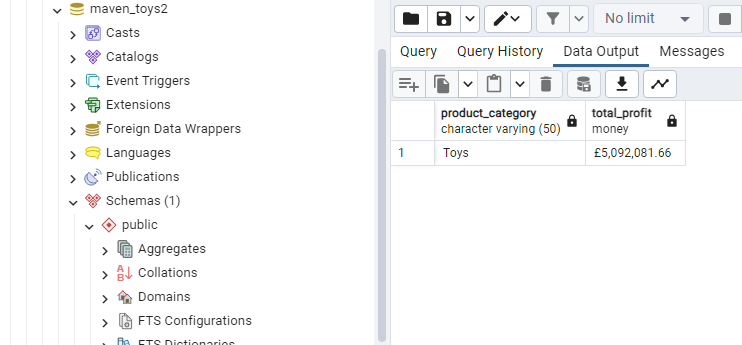 maven_toys2
Casts
Catalogs
Event Triggers
Extensions
Foreign Data Wrappers
Languages
Publications
Schemas (1)
public
Aggregates
Collations
Domains
FTS Configurations
FTS Dictionaries
No limit
Query Query History Data Output Messages
product_category total_profit
character varying (50) money
1 Toys £5,092,081.66